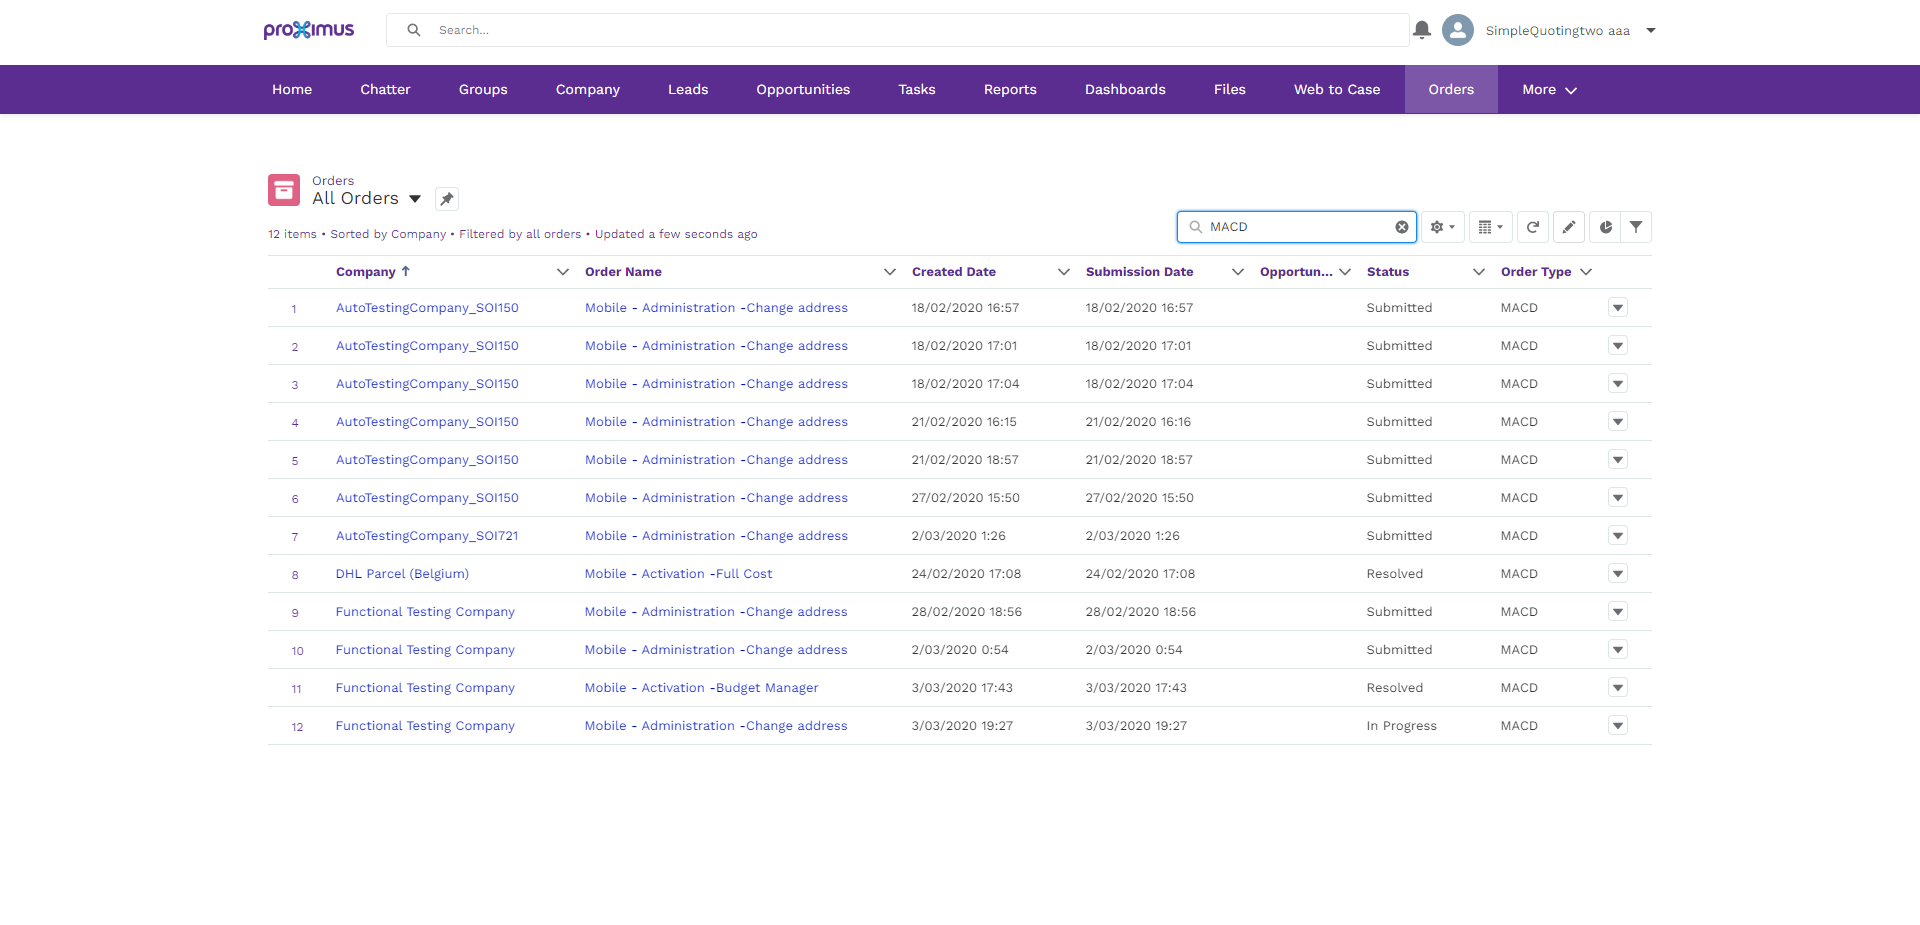 proximus
Search...
SimpleQuotingtwo aaa
Home Chatter Groups Company Leads Opportunities Tasks Reports Dashboards Files Web to Case Orders More
Orders
All Orders
12 items • Sorted by Company • Filtered by all orders • Updated a few seconds ago
MACD
Company Order Name Created Date Submission Date Opportun... Status Order Type
1 AutoTestingCompany_SOI150 Mobile - Administration -Change address 18/02/2020 16:57 18/02/2020 16:57 Submitted MACD
2 AutoTestingCompany_SOI150 Mobile - Administration -Change address 18/02/2020 17:01 18/02/2020 17:01 Submitted MACD
3 AutoTestingCompany_SOI150 Mobile - Administration -Change address 18/02/2020 17:04 18/02/2020 17:04 Submitted MACD
4 AutoTestingCompany_SOI150 Mobile - Administration -Change address 21/02/2020 16:15 21/02/2020 16:16 Submitted MACD
5 AutoTestingCompany_SOI150 Mobile - Administration -Change address 21/02/2020 18:57 21/02/2020 18:57 Submitted MACD
6 AutoTestingCompany_SOI150 Mobile - Administration -Change address 27/02/2020 15:50 27/02/2020 15:50 Submitted MACD
7 AutoTestingCompany_SOI721 Mobile - Administration -Change address 2/03/2020 1:26 2/03/2020 1:26 Submitted MACD
8 DHL Parcel (Belgium) Mobile - Activation -Full Cost 24/02/2020 17:08 24/02/2020 17:08 Resolved MACD
9 Functional Testing Company Mobile - Administration -Change address 28/02/2020 18:56 28/02/2020 18:56 Submitted MACD
10 Functional Testing Company Mobile - Administration -Change address 2/03/2020 0:54 2/03/2020 0:54 Submitted MACD
11 Functional Testing Company Mobile - Activation -Budget Manager 3/03/2020 17:43 3/03/2020 17:43 Resolved MACD
12 Functional Testing Company Mobile - Administration -Change address 3/03/2020 19:27 3/03/2020 19:27 In Progress MACD